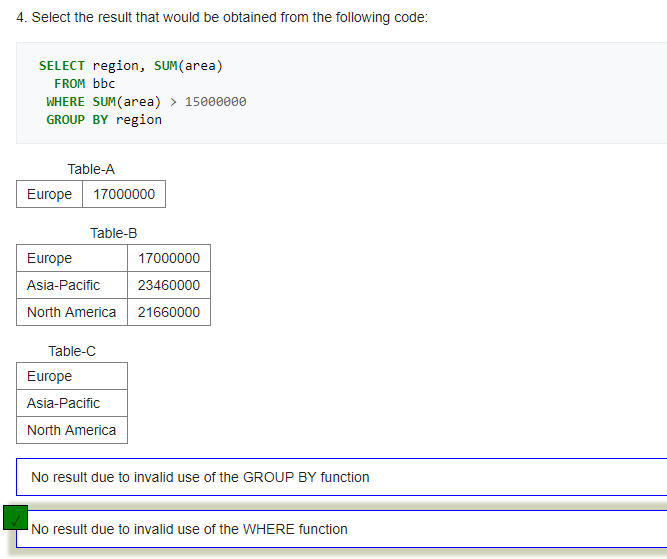 4. Select the result that would be obtained from the following code:
SELECT region, SUM(area)
FROM bbc
WHERE SUM(area) > 15000000
GROUP BY region
Table-A
Europe 17000000
Table-B
Europe 17000000
Asia-Pacific 23460000
North America 21660000
Table-C
Europe
Asia-Pacific
North America
No result due to invalid use of the GROUP BY function
No result due to invalid use of the WHERE function